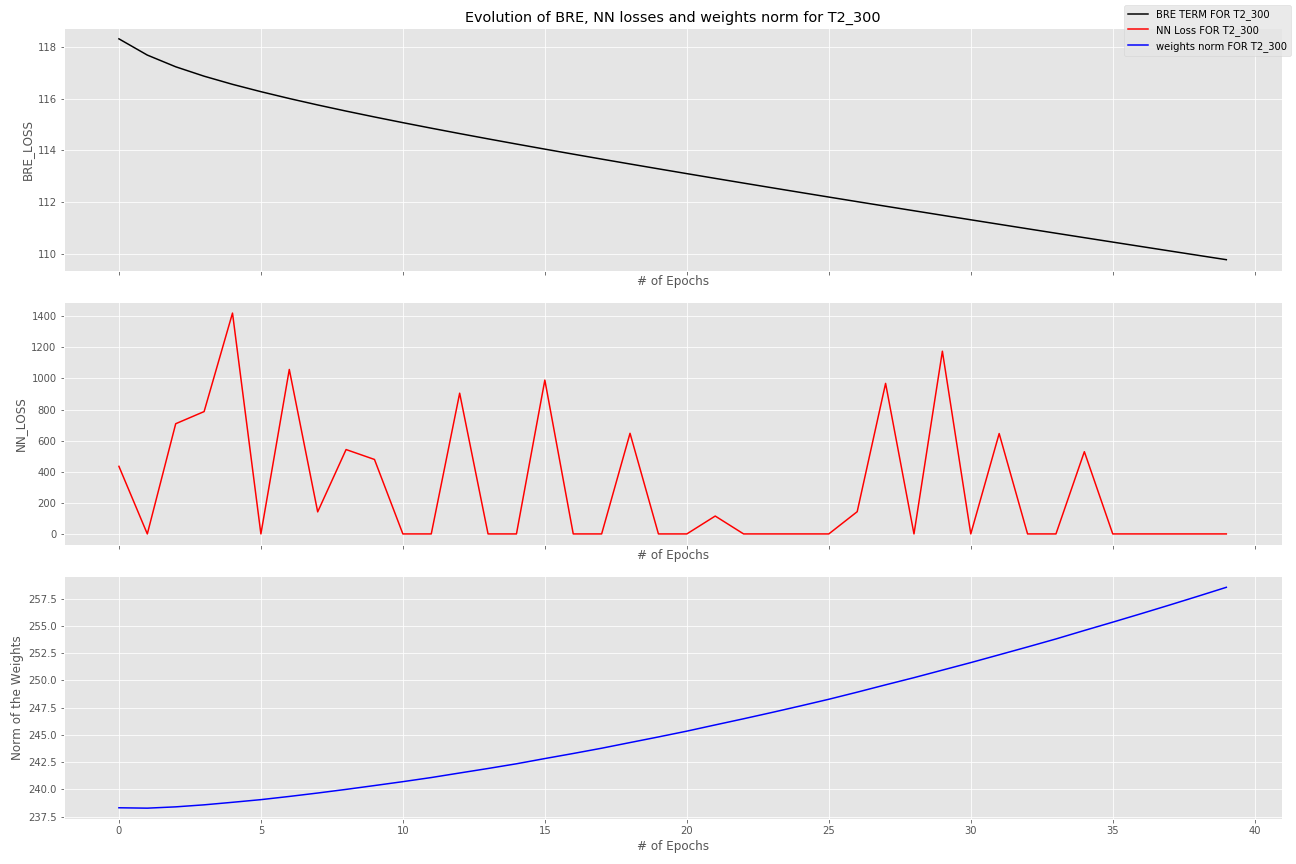 Evolution of BRE, NN losses and weights norm for T2_300
BRE TERM FOR T2_300
NN Loss FOR T2_300
weights norm FOR T2_300
118
116
114
112
110
BRE_LOSS
# of Epochs
1400
1200
1000
800
600
400
200
0
NN_LOSS
# of Epochs
257.5
255.0
252.5
250.0
247.5
245.0
242.5
240.0
237.5
Norm of the Weights
0 5 10 15 20 25 30 35 40
# of Epochs